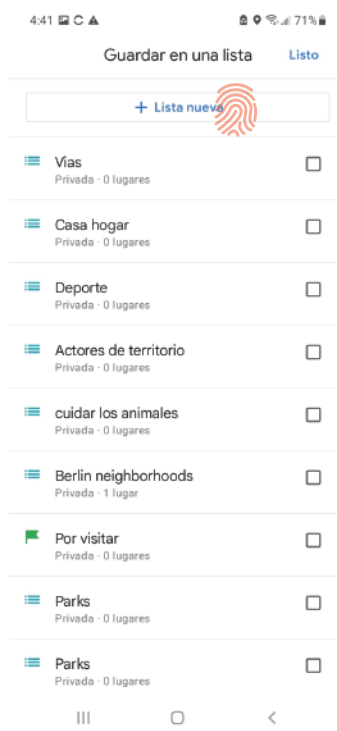 4:41 71%
Guardar en una lista Listo
+ Lista nueva
Vías
Privada · 0 lugares
Casa hogar
Privada · 0 lugares
Deporte
Privada · 0 lugares
Actores de territorio
Privada · 0 lugares
cuidar los animales
Privada · 0 lugares
Berlin neighborhoods
Privada · 1 lugar
Por visitar
Privada · 0 lugares
Parks
Privada · 0 lugares
Parks
Privada · 0 lugares